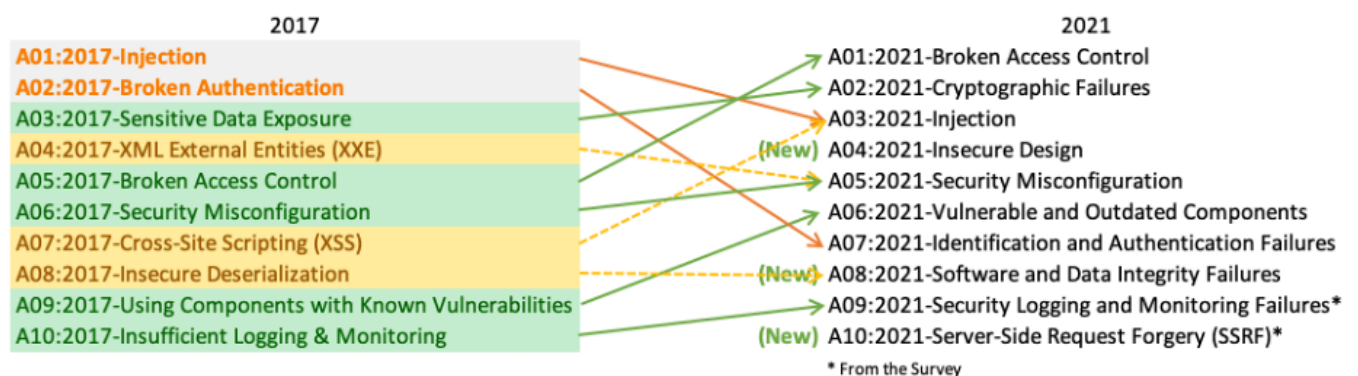 2017
A01:2017-Injection
A02:2017-Broken Authentication
A03:2017-Sensitive Data Exposure
A04:2017-XML External Entities (XXE)
A05:2017-Broken Access Control
A06:2017-Security Misconfiguration
A07:2017-Cross-Site Scripting (XSS)
A08:2017-Insecure Deserialization
A09:2017-Using Components with Known Vulnerabilities
A10:2017-Insufficient Logging & Monitoring
2021
A01:2021-Broken Access Control
A02:2021-Cryptographic Failures
A03:2021-Injection
(New) A04:2021-Insecure Design
A05:2021-Security Misconfiguration
A06:2021-Vulnerable and Outdated Components
A07:2021-Identification and Authentication Failures
(New) A08:2021-Software and Data Integrity Failures
A09:2021-Security Logging and Monitoring Failures*
(New) A10:2021-Server-Side Request Forgery (SSRF)*
* From the Survey